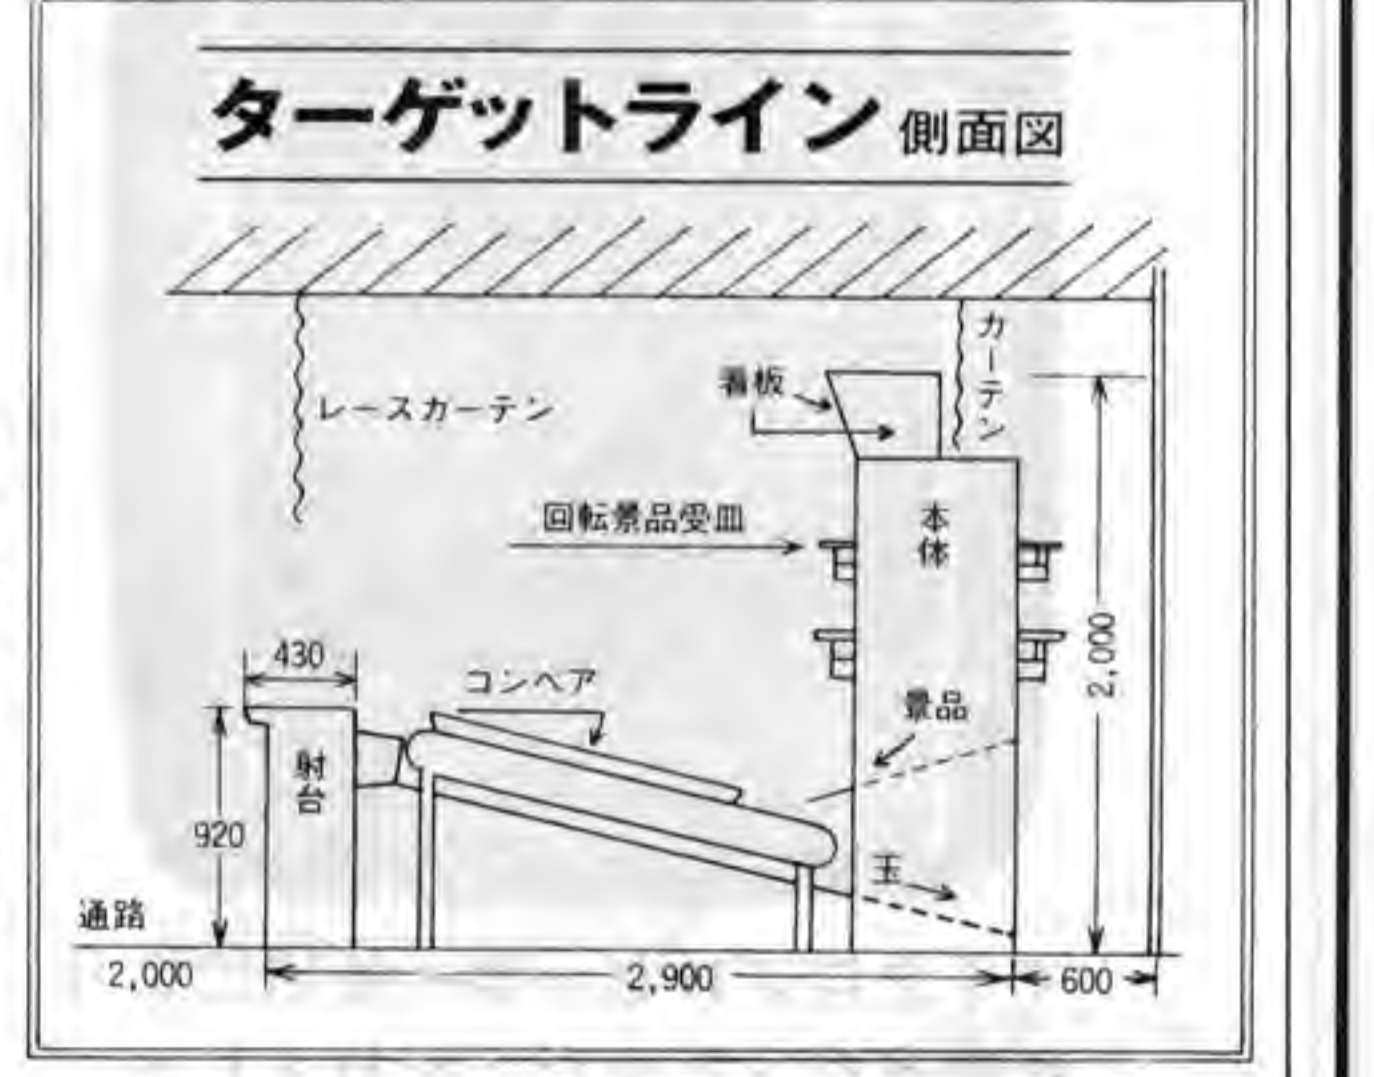 ターゲットライン 側面図
カーテン
看板
レースカーテン
回転景品受皿
本体
2,000
430
コンベア
景品
射台
920
玉
通路
2,000
2,900
600